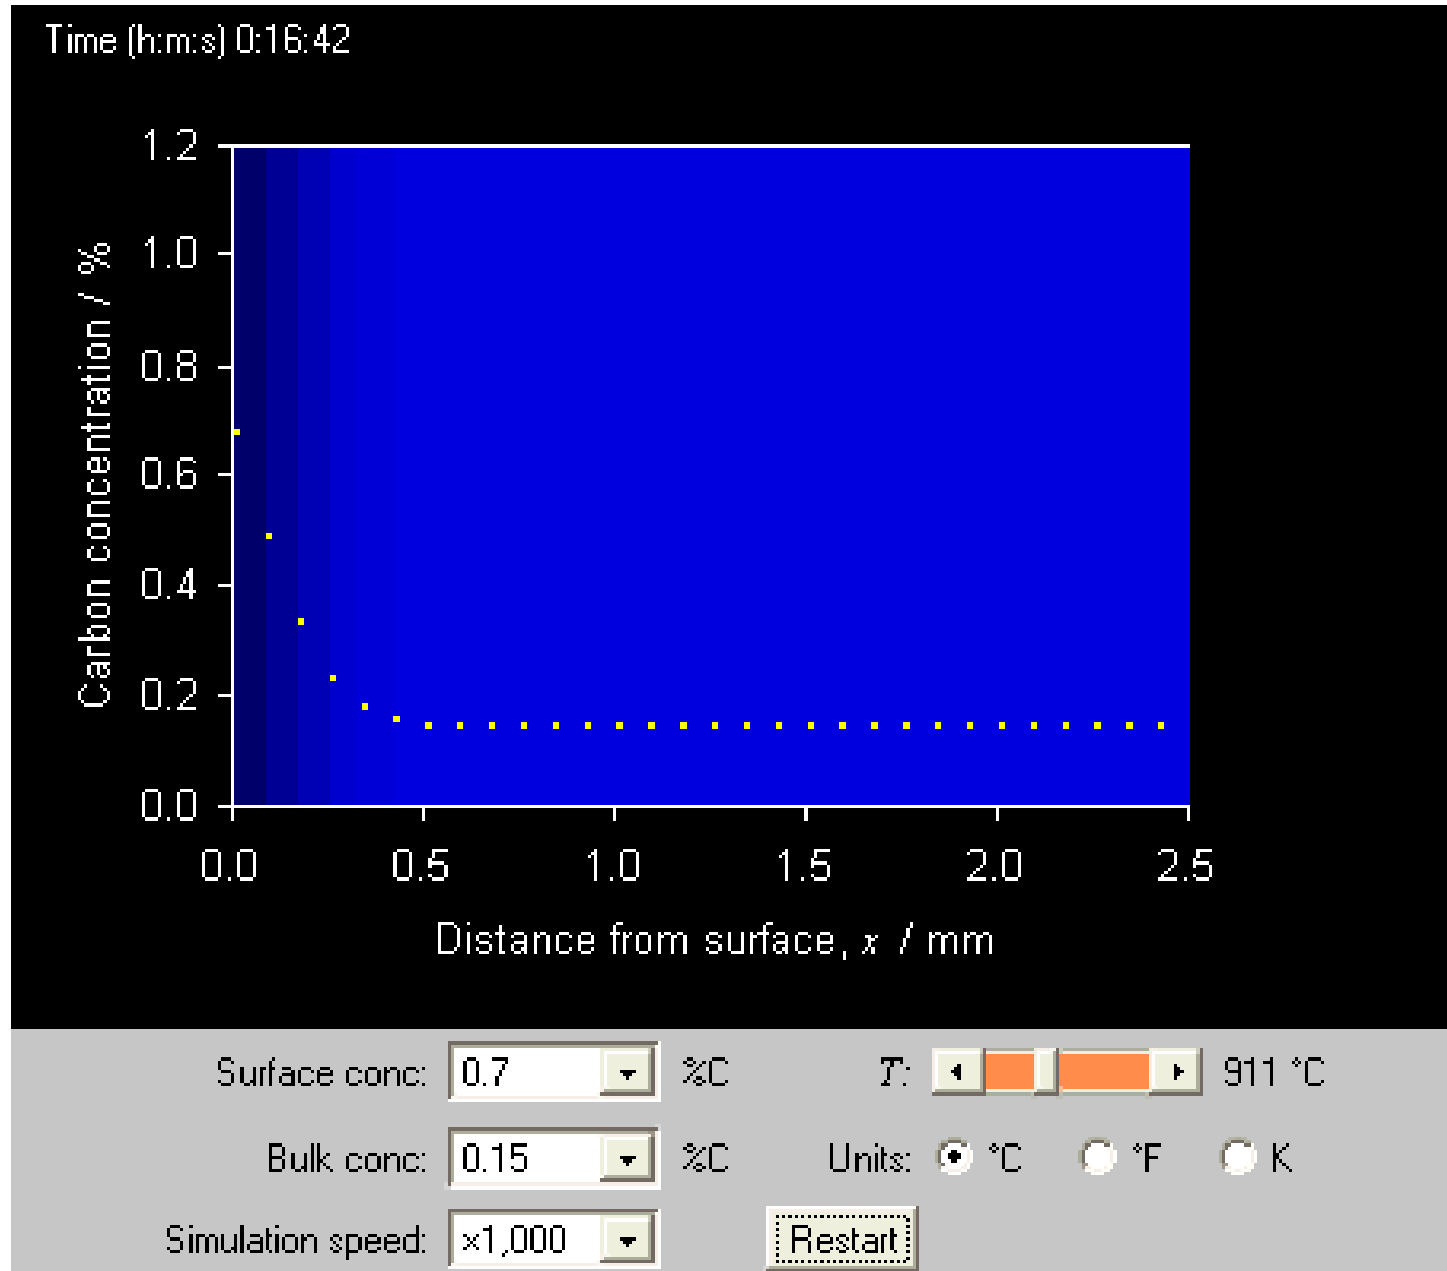 Time (h:m:s) 0:16:42
1.2
1.0
0.8
0.6
0.4
0.2
0.0
Carbon concentration / %
0.0 0.5 1.0 1.5 2.0 2.5
Distance from surface, x / mm
Surface conc: 0.7 %C T: 911 °C
Bulk conc: 0.15 %C Units: °C °F K
Simulation speed: ×1,000 Restart